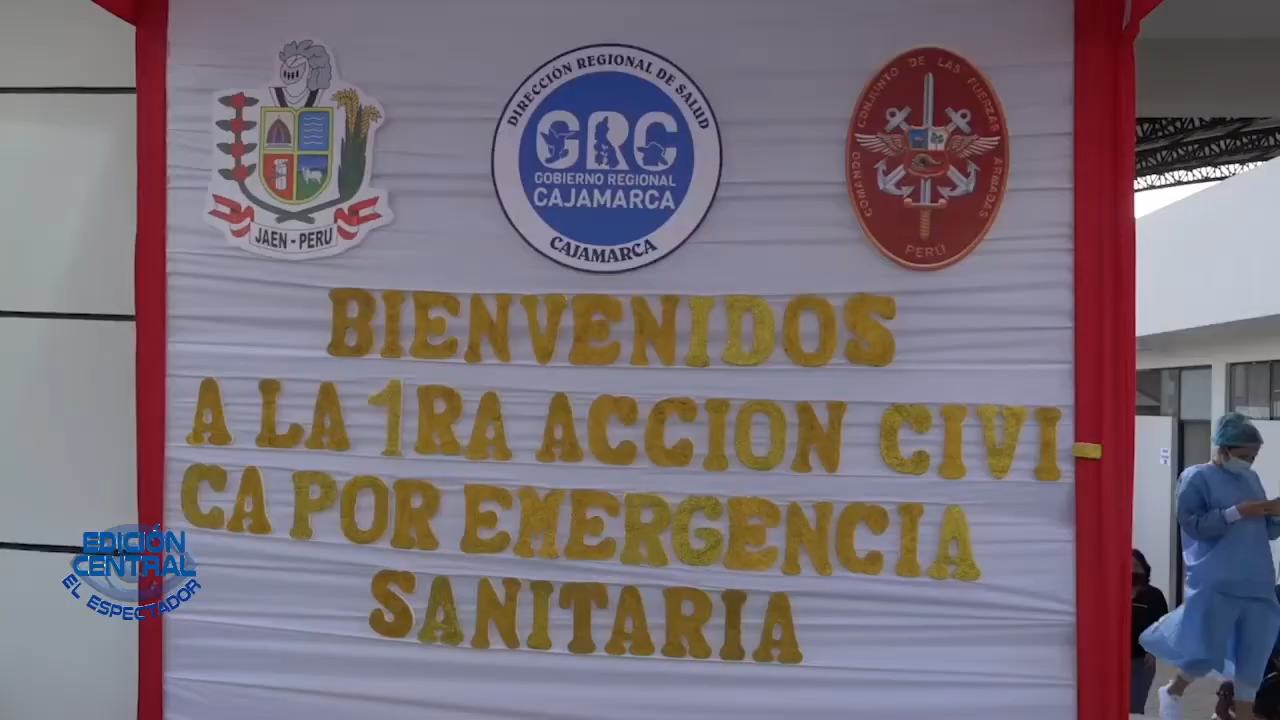 JAEN - PERU
DIRECCIÓN REGIONAL DE SALUD
GRC
GOBIERNO REGIONAL
CAJAMARCA
CAJAMARCA
COMANDO CONJUNTO DE LAS FUERZAS ARMADAS
PERÚ
BIENVENIDOS
A LA 1RA ACCION CIVI
CA POR EMERGENCIA
SANITARIA
EDICIÓN
CENTRAL
EL ESPECTADOR